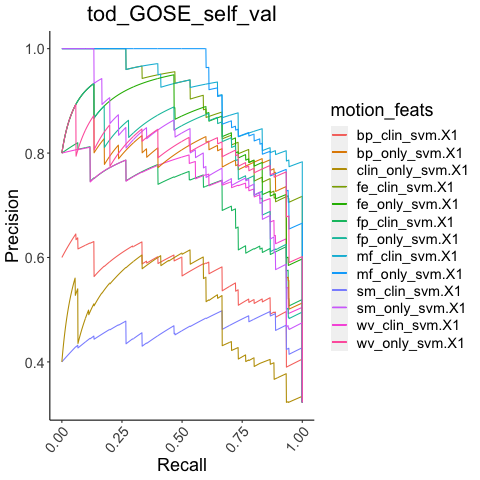 tod_GOSE_self_val
1.0
0.8
0.6
0.4
Precision
0.00
0.25
0.50
0.75
1.00
Recall
motion_feats
bp_clin_svm.X1
bp_only_svm.X1
clin_only_svm.X1
fe_clin_svm.X1
fe_only_svm.X1
fp_clin_svm.X1
fp_only_svm.X1
mf_clin_svm.X1
mf_only_svm.X1
sm_clin_svm.X1
sm_only_svm.X1
wv_clin_svm.X1
wv_only_svm.X1